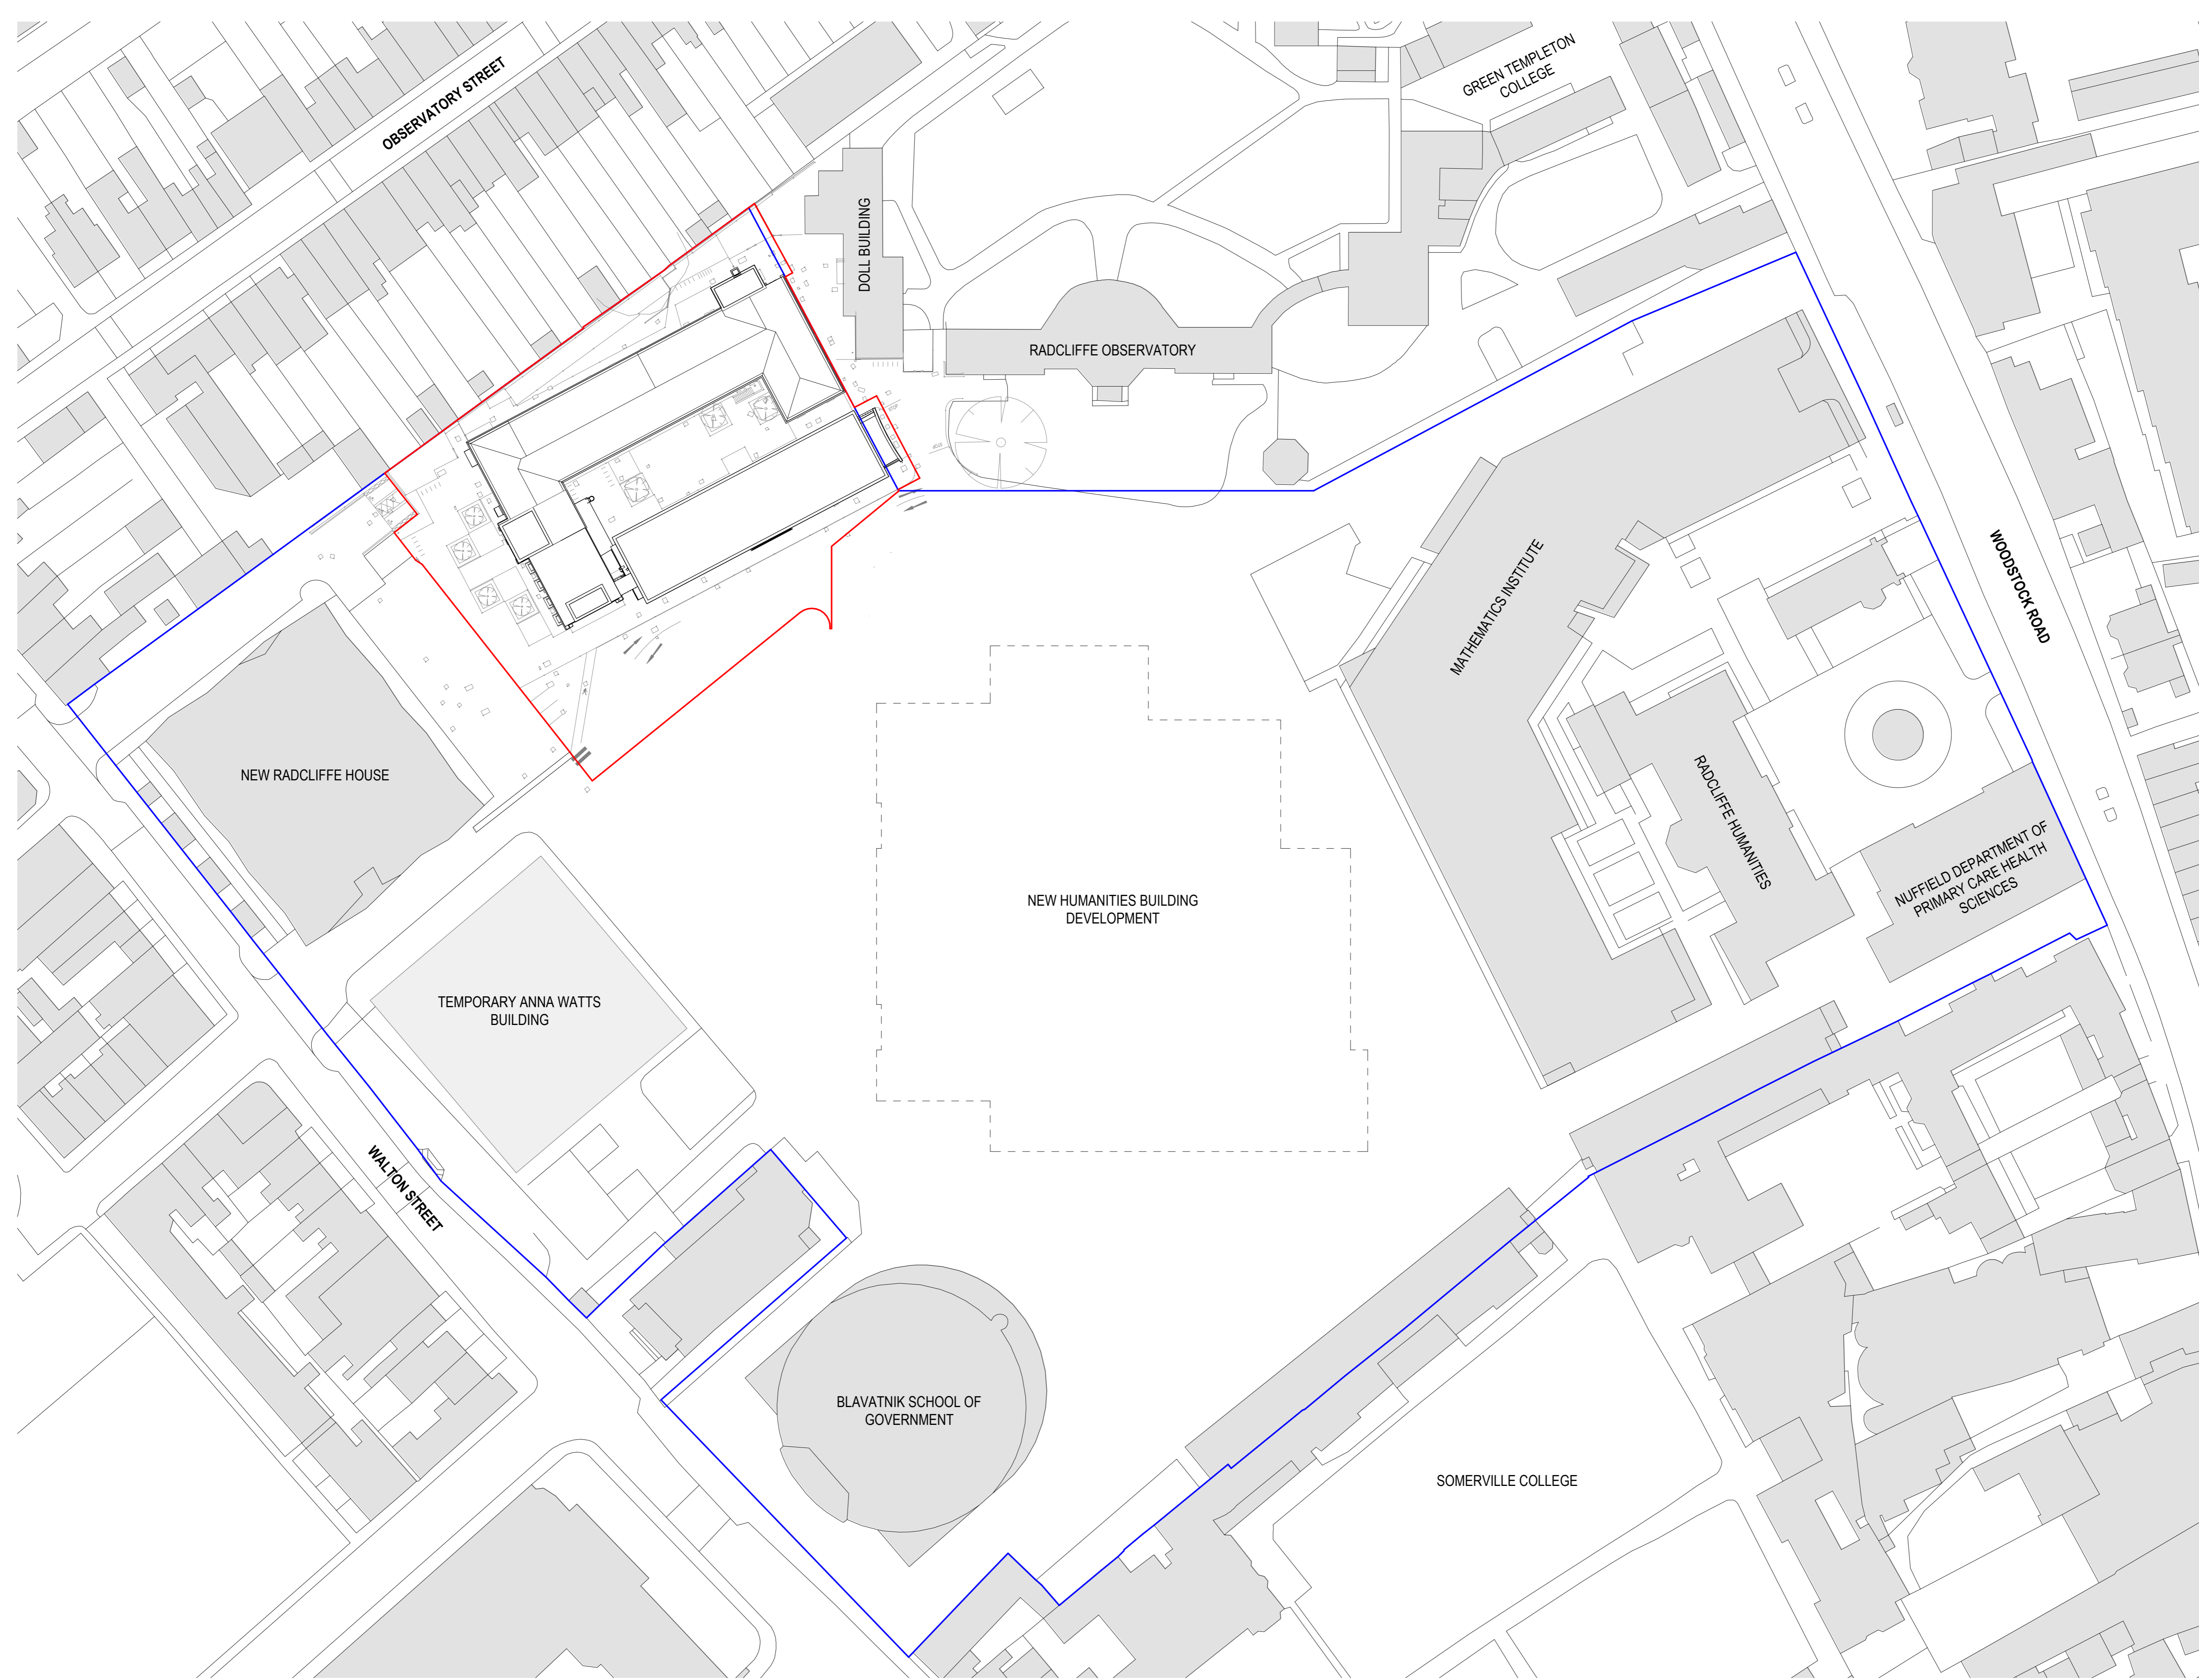 OBSERVATORY STREET
GREEN TEMPLETON
COLLEGE
DOLL BUILDING
RADCLIFFE OBSERVATORY
WOODSTOCK ROAD
MATHEMATICS INSTITUTE
NEW RADCLIFFE HOUSE
RADCLIFFE HUMANITIES
NUFFIELD DEPARTMENT OF
PRIMARY CARE HEALTH
SCIENCES
NEW HUMANITIES BUILDING
DEVELOPMENT
TEMPORARY ANNA WATTS
BUILDING
WALTON STREET
BLAVATNIK SCHOOL OF
GOVERNMENT
SOMERVILLE COLLEGE